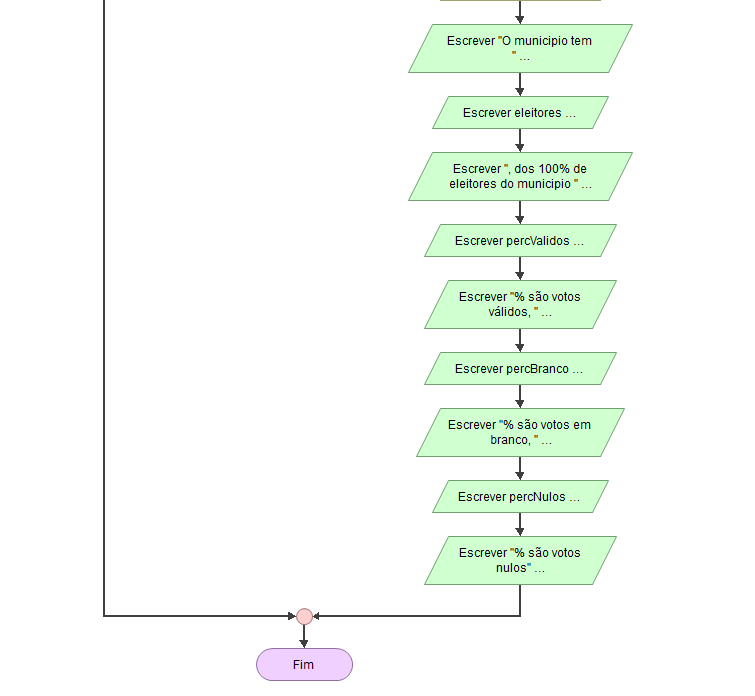 Escrever "O municipio tem
" ...
Escrever eleitores ...
Escrever ", dos 100% de
eleitores do municipio " ...
Escrever percValidos ...
Escrever "% são votos
válidos, " ...
Escrever percBranco ...
Escrever "% são votos em
branco, " ...
Escrever percNulos ...
Escrever "% são votos
nulos" ...
Fim